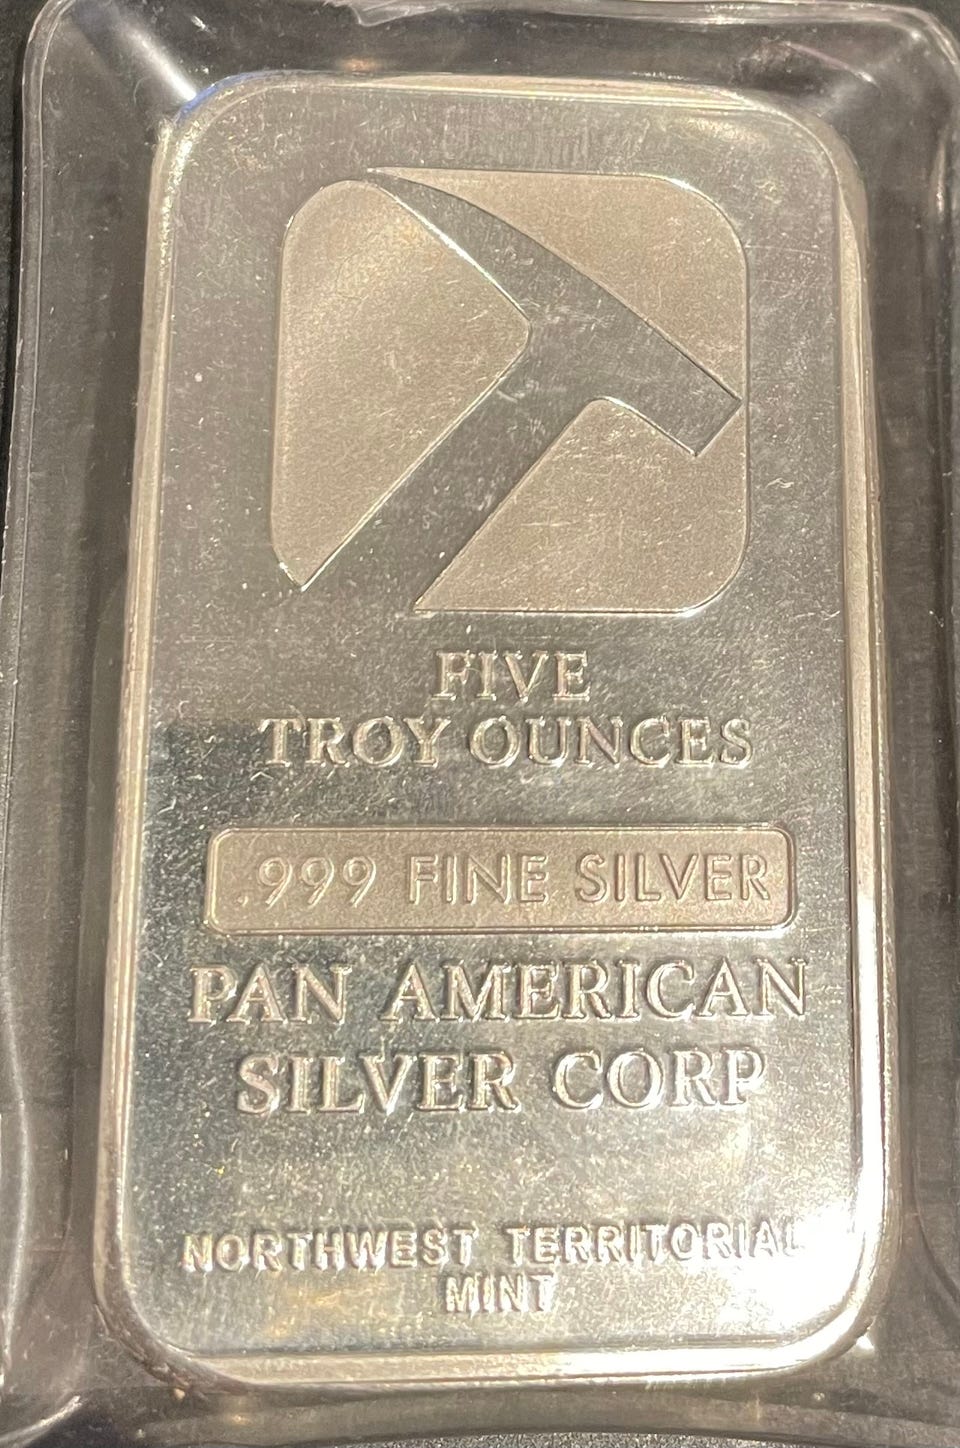 FIVE
TROY OUNCES
.999 FINE SILVER
PAN AMERICAN
SILVER CORP
NORTHWEST TERRITORIAL
MINT